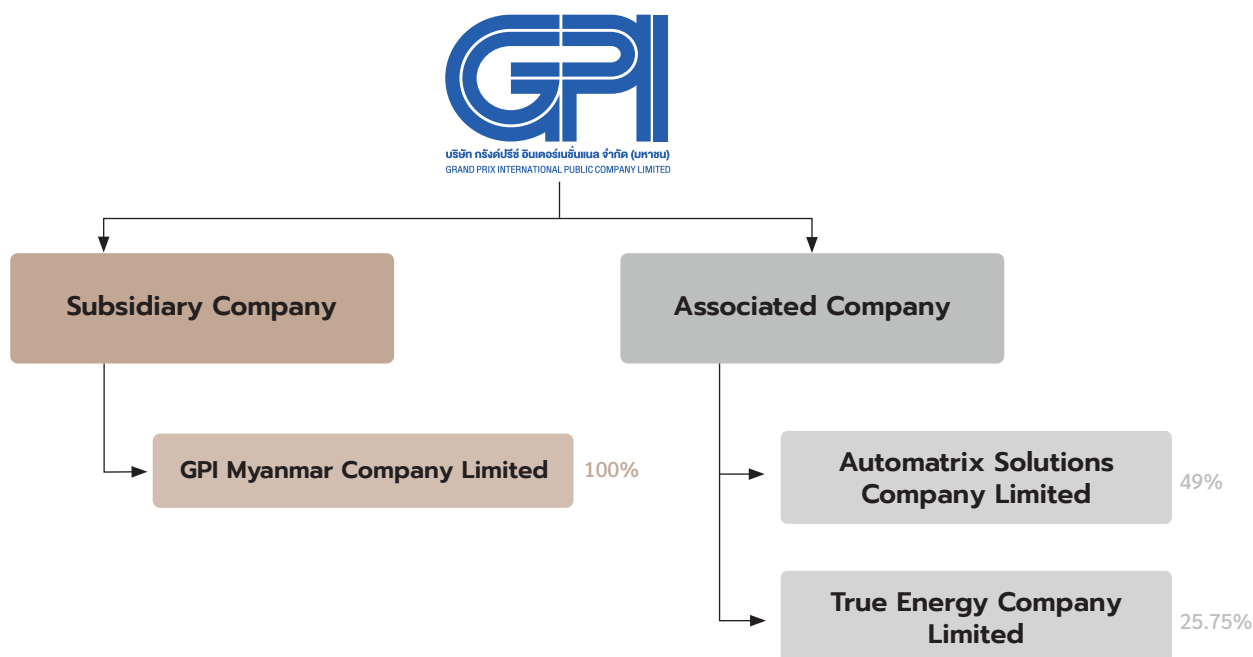 GPI
บริษัท กรังด์ปรีซ์ อินเตอร์เนชั่นแนล จำกัด (มหาชน)
GRAND PRIX INTERNATIONAL PUBLIC COMPANY LIMITED
Subsidiary Company
Associated Company
GPI Myanmar Company Limited
100%
Automatrix Solutions
Company Limited
49%
True Energy Company
Limited
25.75%